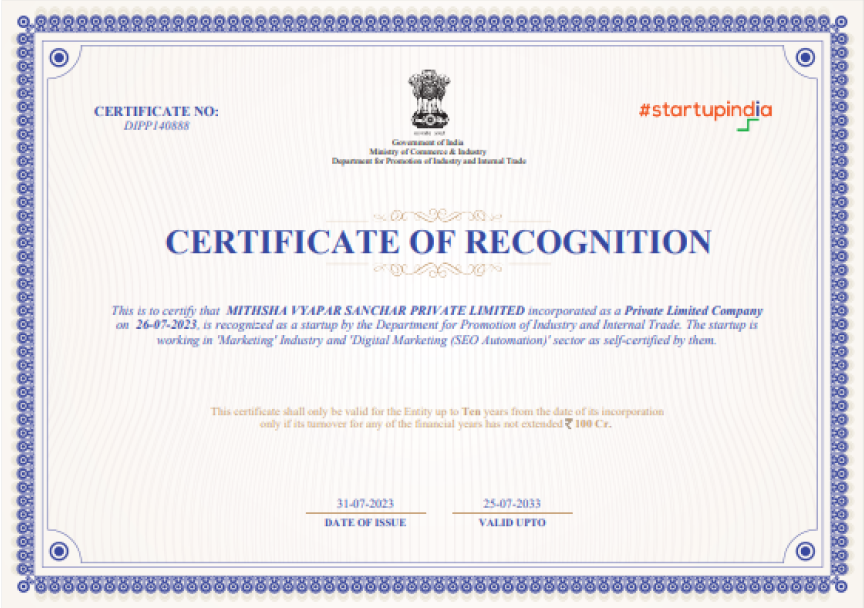 CERTIFICATE NO:
DIPP140888
#startupindia
Government of India
Ministry of Commerce & Industry
Department for Promotion of Industry and Internal Trade
CERTIFICATE OF RECOGNITION
This is to certify that MITHSHA VYAPAR SANCHAR PRIVATE LIMITED incorporated as a Private Limited Company
on 26-07-2023, is recognized as a startup by the Department for Promotion of Industry and Internal Trade. The startup is
working in 'Marketing' Industry and 'Digital Marketing (SEO Automation)' sector as self-certified by them.
This certificate shall only be valid for the Entity up to Ten years from the date of its incorporation
only if its turnover for any of the financial years has not extended ₹ 100 Cr.
31-07-2023
DATE OF ISSUE
25-07-2033
VALID UPTO